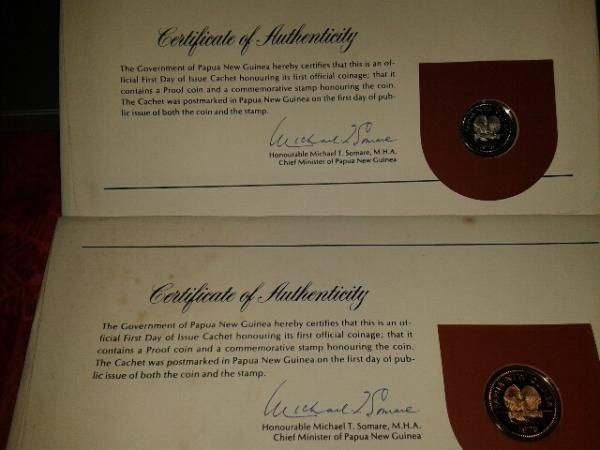 Certificate of Authenticity
The Government of Papua New Guinea hereby certifies that this is an of-
ficial First Day of Issue Cachet honouring its first official coinage; that it
contains a Proof coin and a commemorative stamp honouring the coin.
The Cachet was postmarked in Papua New Guinea on the first day of pub-
lic issue of both the coin and the stamp.
Michael T Somare
Honourable Michael T. Somare, M.H.A.
Chief Minister of Papua New Guinea
Certificate of Authenticity
The Government of Papua New Guinea hereby certifies that this is an of-
ficial First Day of Issue Cachet honouring its first official coinage; that it
contains a Proof coin and a commemorative stamp honouring the coin.
The Cachet was postmarked in Papua New Guinea on the first day of pub-
lic issue of both the coin and the stamp.
Michael T Somare
Honourable Michael T. Somare, M.H.A.
Chief Minister of Papua New Guinea